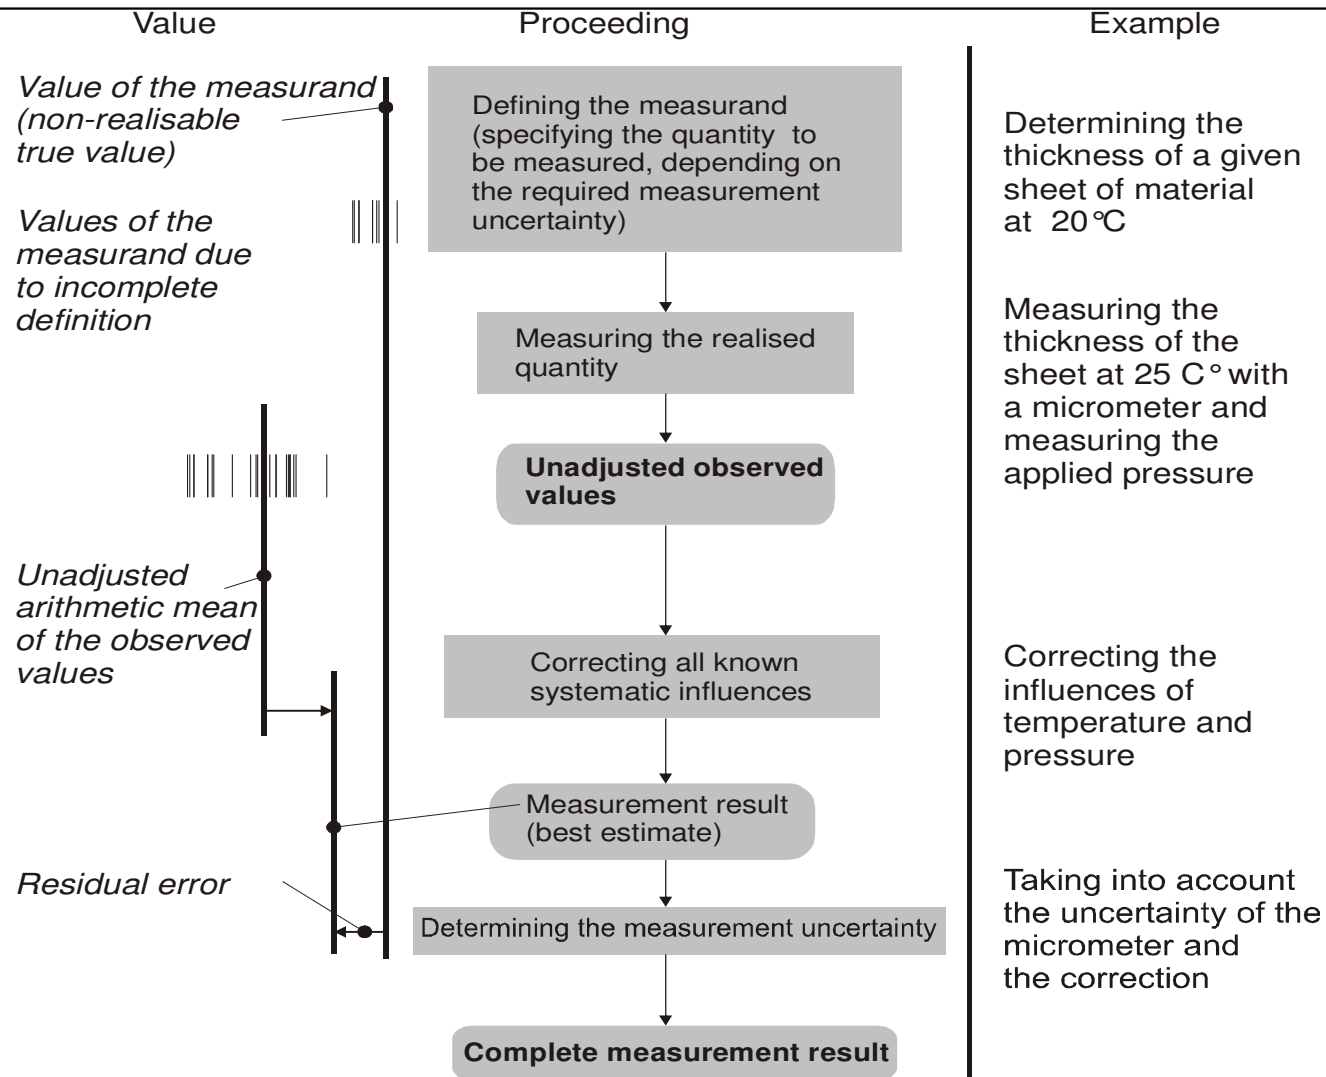 Value
Proceeding
Example
Value of the measurand
(non-realisable
true value)
Values of the
measurand due
to incomplete
definition
Unadjusted
arithmetic mean
of the observed
values
Residual error
Defining the measurand
(specifying the quantity to
be measured, depending on
the required measurement
uncertainty)
Measuring the realised
quantity
Unadjusted observed
values
Correcting all known
systematic influences
Measurement result
(best estimate)
Determining the measurement uncertainty
Complete measurement result
Determining the
thickness of a given
sheet of material
at 20°C
Measuring the
thickness of the
sheet at 25 C° with
a micrometer and
measuring the
applied pressure
Correcting the
influences of
temperature and
pressure
Taking into account
the uncertainty of the
micrometer and
the correction